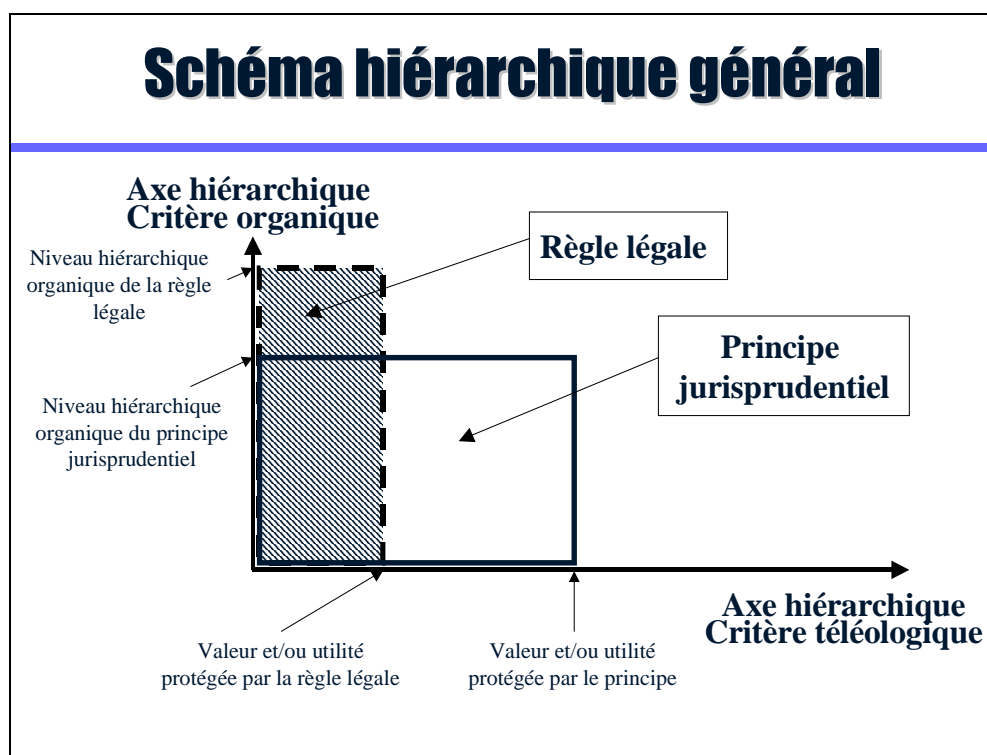 Schéma hiérarchique général
Axe hiérarchique
Critère organique
Niveau hiérarchique
organique de la règle
légale
Règle légale
Principe
jurisprudentiel
Niveau hiérarchique
organique du principe
jurisprudentiel
Axe hiérarchique
Critère téléologique
Valeur et/ou utilité
protégée par la règle légale
Valeur et/ou utilité
protégée par le principe